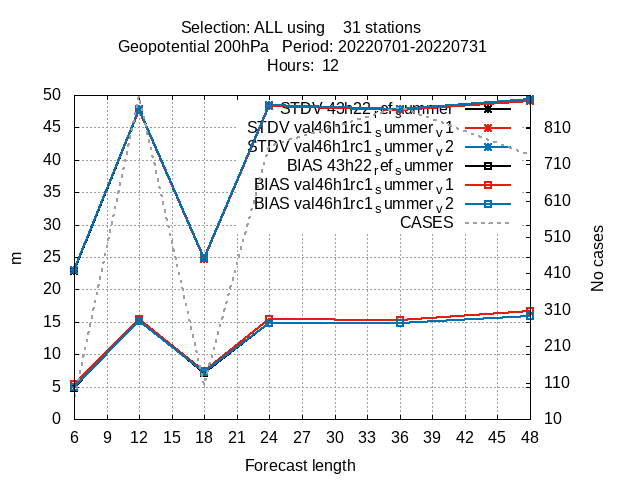 Selection: ALL using 31 stations
Geopotential 200hPa Period: 20220701-20220731
Hours: 12
50
45
40
35
30
25
20
15
10
5
0
m
STDV 43h22_ref_summer
STDV val46h1rc1_summer_v1
STDV val46h1rc1_summer_v2
BIAS 43h22_ref_summer
BIAS val46h1rc1_summer_v1
BIAS val46h1rc1_summer_v2
CASES
810
710
610
510
410
310
210
110
10
No cases
6 9 12 15 18 21 24 27 30 33 36 39 42 45 48
Forecast length